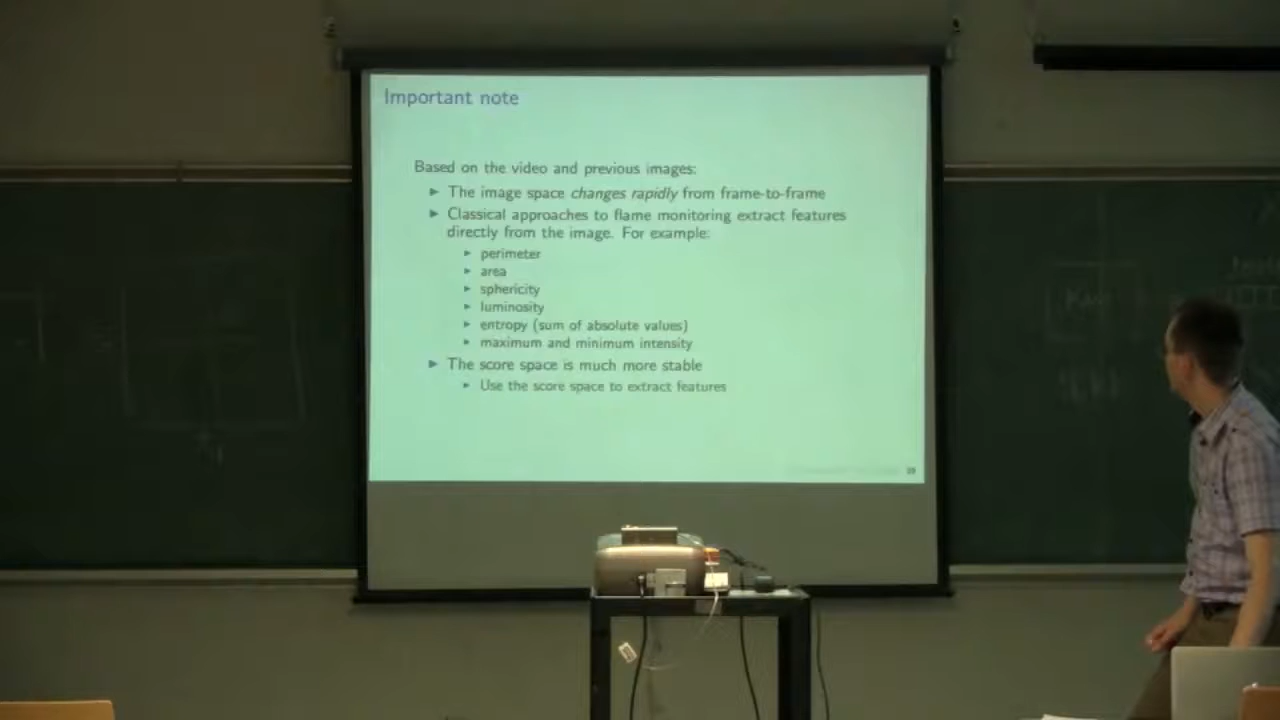 Important note
Based on the video and previous images:
The image space changes rapidly from frame-to-frame
Classical approaches to flame monitoring extract features
directly from the image. For example:
perimeter
area
sphericity
luminosity
entropy (sum of absolute values)
maximum and minimum intensity
The score space is much more stable
Use the score space to extract features